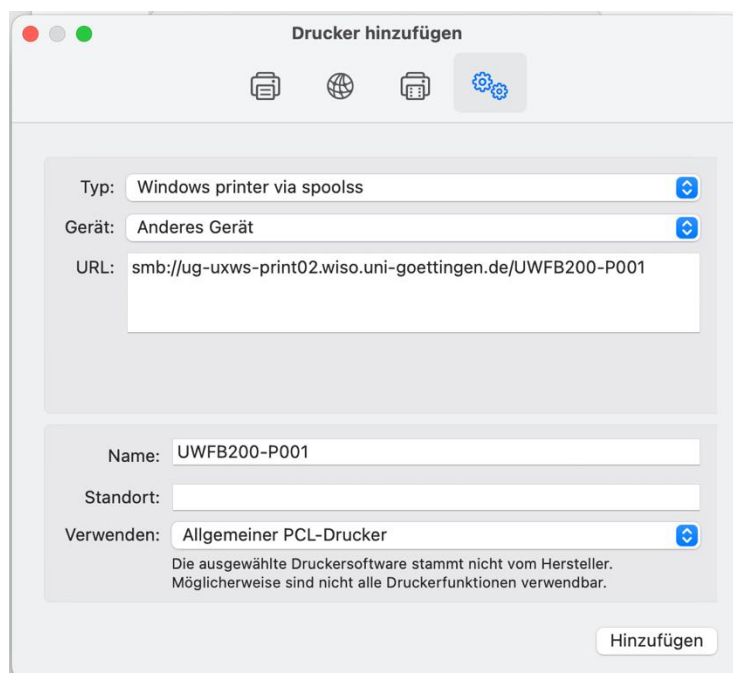 Drucker hinzufügen
Typ: Windows printer via spoolss
Gerät: Anderes Gerät
URL: smb://ug-uxws-print02.wiso.uni-goettingen.de/UWFB200-P001
Name: UWFB200-P001
Standort:
Verwenden: Allgemeiner PCL-Drucker
Die ausgewählte Druckersoftware stammt nicht vom Hersteller.
Möglicherweise sind nicht alle Druckerfunktionen verwendbar.
Hinzufügen